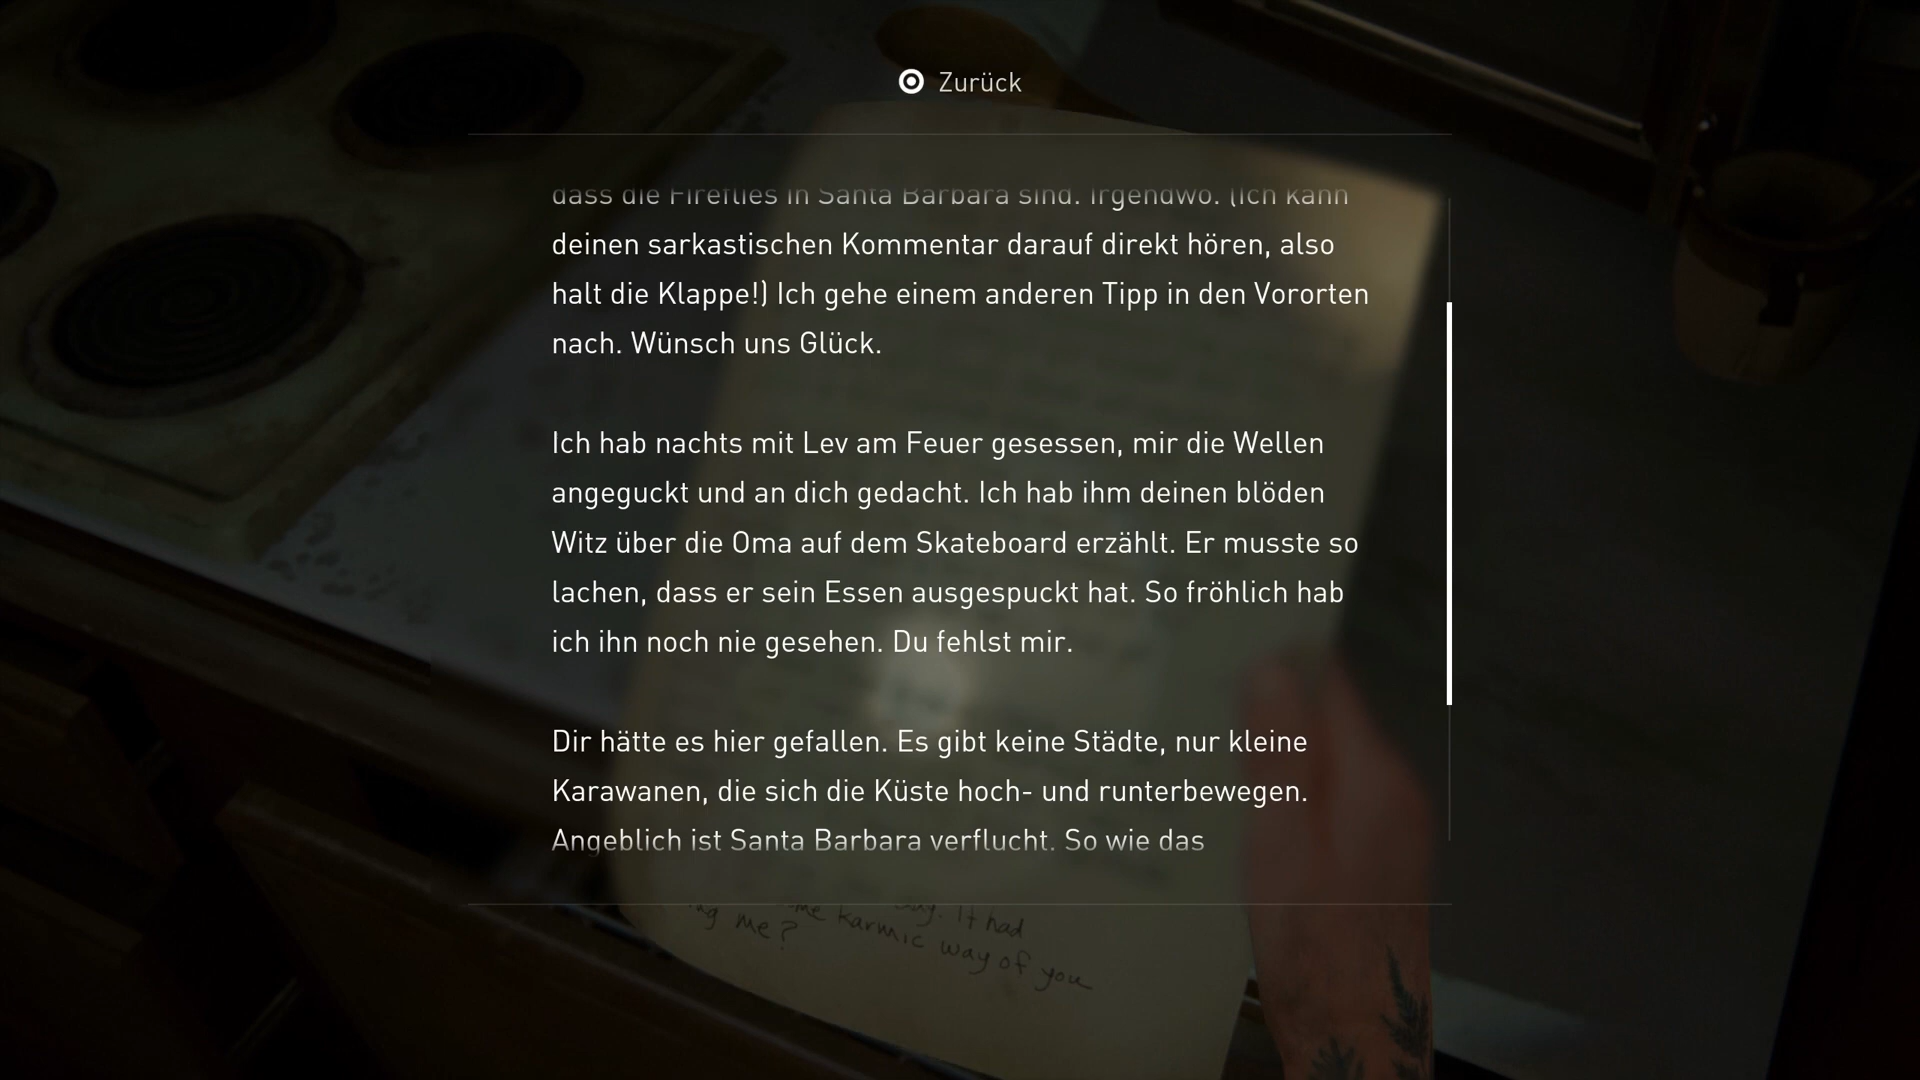 Zurück
dass die Fireflies in Santa Barbara sind. Irgendwo. (Ich kann
deinen sarkastischen Kommentar darauf direkt hören, also
halt die Klappe!) Ich gehe einem anderen Tipp in den Vororten
nach. Wünsch uns Glück.
Ich hab nachts mit Lev am Feuer gesessen, mir die Wellen
angeguckt und an dich gedacht. Ich hab ihm deinen blöden
Witz über die Oma auf dem Skateboard erzählt. Er musste so
lachen, dass er sein Essen ausgespuckt hat. So fröhlich hab
ich ihn noch nie gesehen. Du fehlst mir.
Dir hätte es hier gefallen. Es gibt keine Städte, nur kleine
Karawanen, die sich die Küste hoch- und runterbewegen.
Angeblich ist Santa Barbara verflucht. So wie das
It had
me? karmic way of you